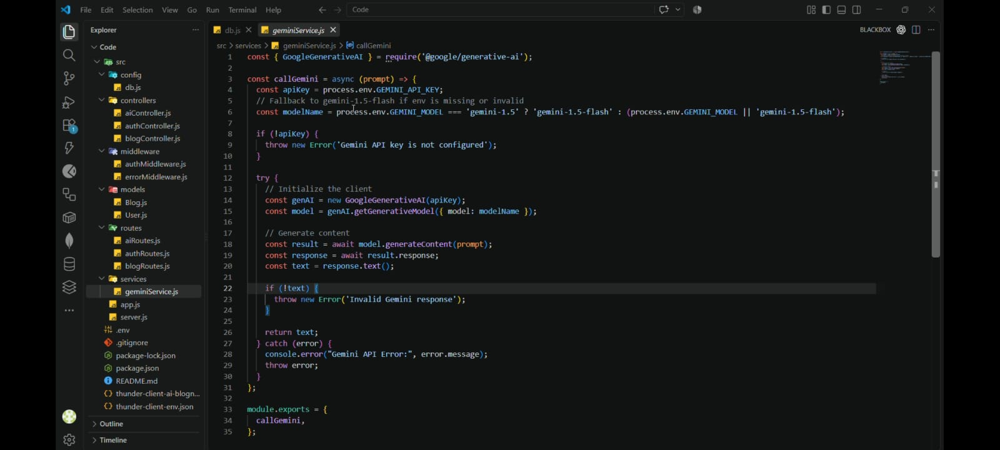 File Edit Selection View Go Run Terminal Help
Code
Explorer
Code
src
config
db.js
controllers
aiController.js
authController.js
blogController.js
middleware
authMiddleware.js
errorMiddleware.js
models
Blog.js
User.js
routes
aiRoutes.js
authRoutes.js
blogRoutes.js
services
geminiService.js
app.js
server.js
.env
.gitignore
package-lock.json
package.json
README.md
thunder-client-ai-blogn...
thunder-client-env.json
Outline
Timeline
1
db.js geminiService.js
BLACKBOX
src > services > geminiService.js > callGemini
1 const { GoogleGenerativeAI } = require('@google/generative-ai');
2
3 const callGemini = async (prompt) => {
4 const apiKey = process.env.GEMINI_API_KEY;
5 // Fallback to gemini-1.5-flash if env is missing or invalid
6 const modelName = process.env.GEMINI_MODEL === 'gemini-1.5' ? 'gemini-1.5-flash' : (process.env.GEMINI_MODEL || 'gemini-1.5-flash');
7
8 if (!apiKey) {
9 throw new Error('Gemini API key is not configured');
10 }
11
12 try {
13 // Initialize the client
14 const genAI = new GoogleGenerativeAI(apiKey);
15 const model = genAI.getGenerativeModel({ model: modelName });
16
17 // Generate content
18 const result = await model.generateContent(prompt);
19 const response = await result.response;
20 const text = response.text();
21
22 if (!text) {
23 throw new Error('Invalid Gemini response');
24 }
25
26 return text;
27 } catch (error) {
28 console.error("Gemini API Error:", error.message);
29 throw error;
30 }
31 };
32
33 module.exports = {
34 callGemini,
35 };